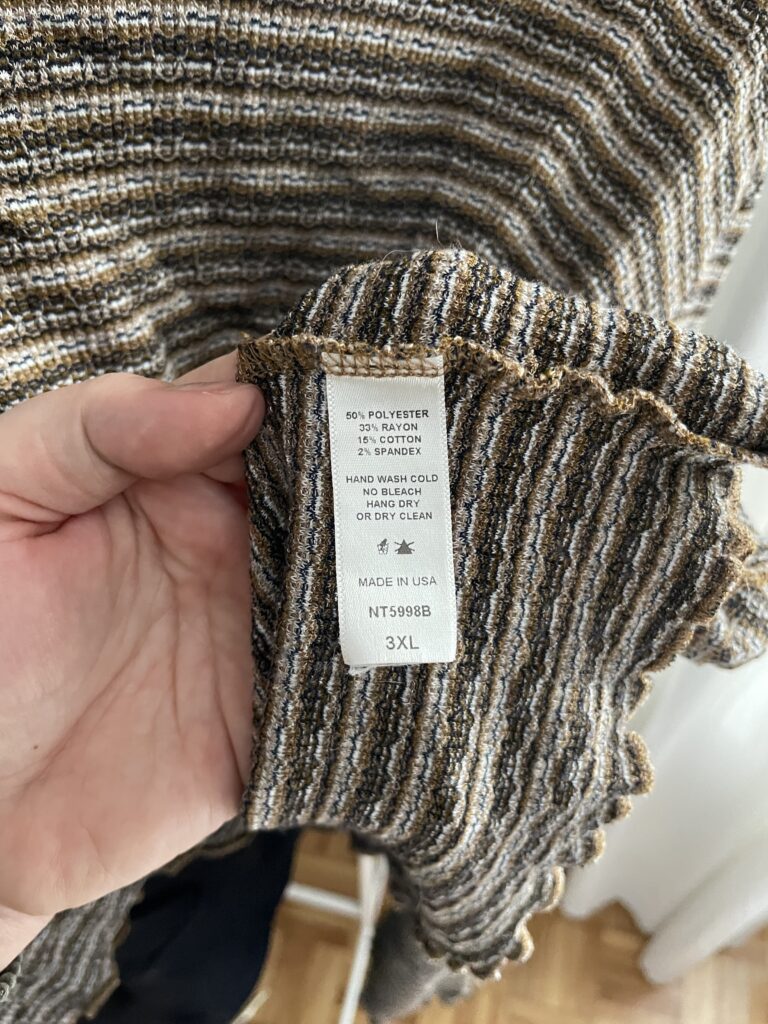 50% POLYESTER
33% RAYON
15% COTTON
2% SPANDEX
HAND WASH COLD
NO BLEACH
HANG DRY
OR DRY CLEAN
MADE IN USA
NT5998B
3XL